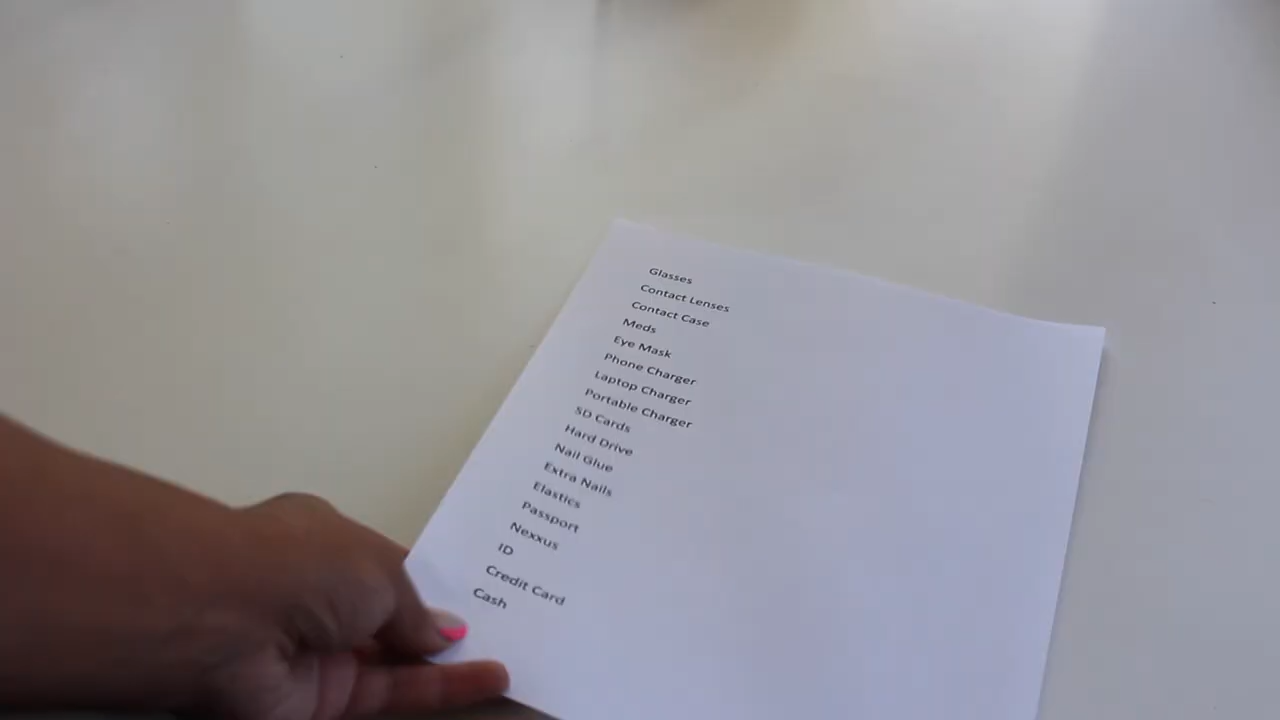 Glasses
Contact Lenses
Contact Case
Meds
Eye Mask
Phone Charger
Laptop Charger
Portable Charger
SD Cards
Hard Drive
Nail Glue
Extra Nails
Elastics
Passport
Nexxus
ID
Credit Card
Cash